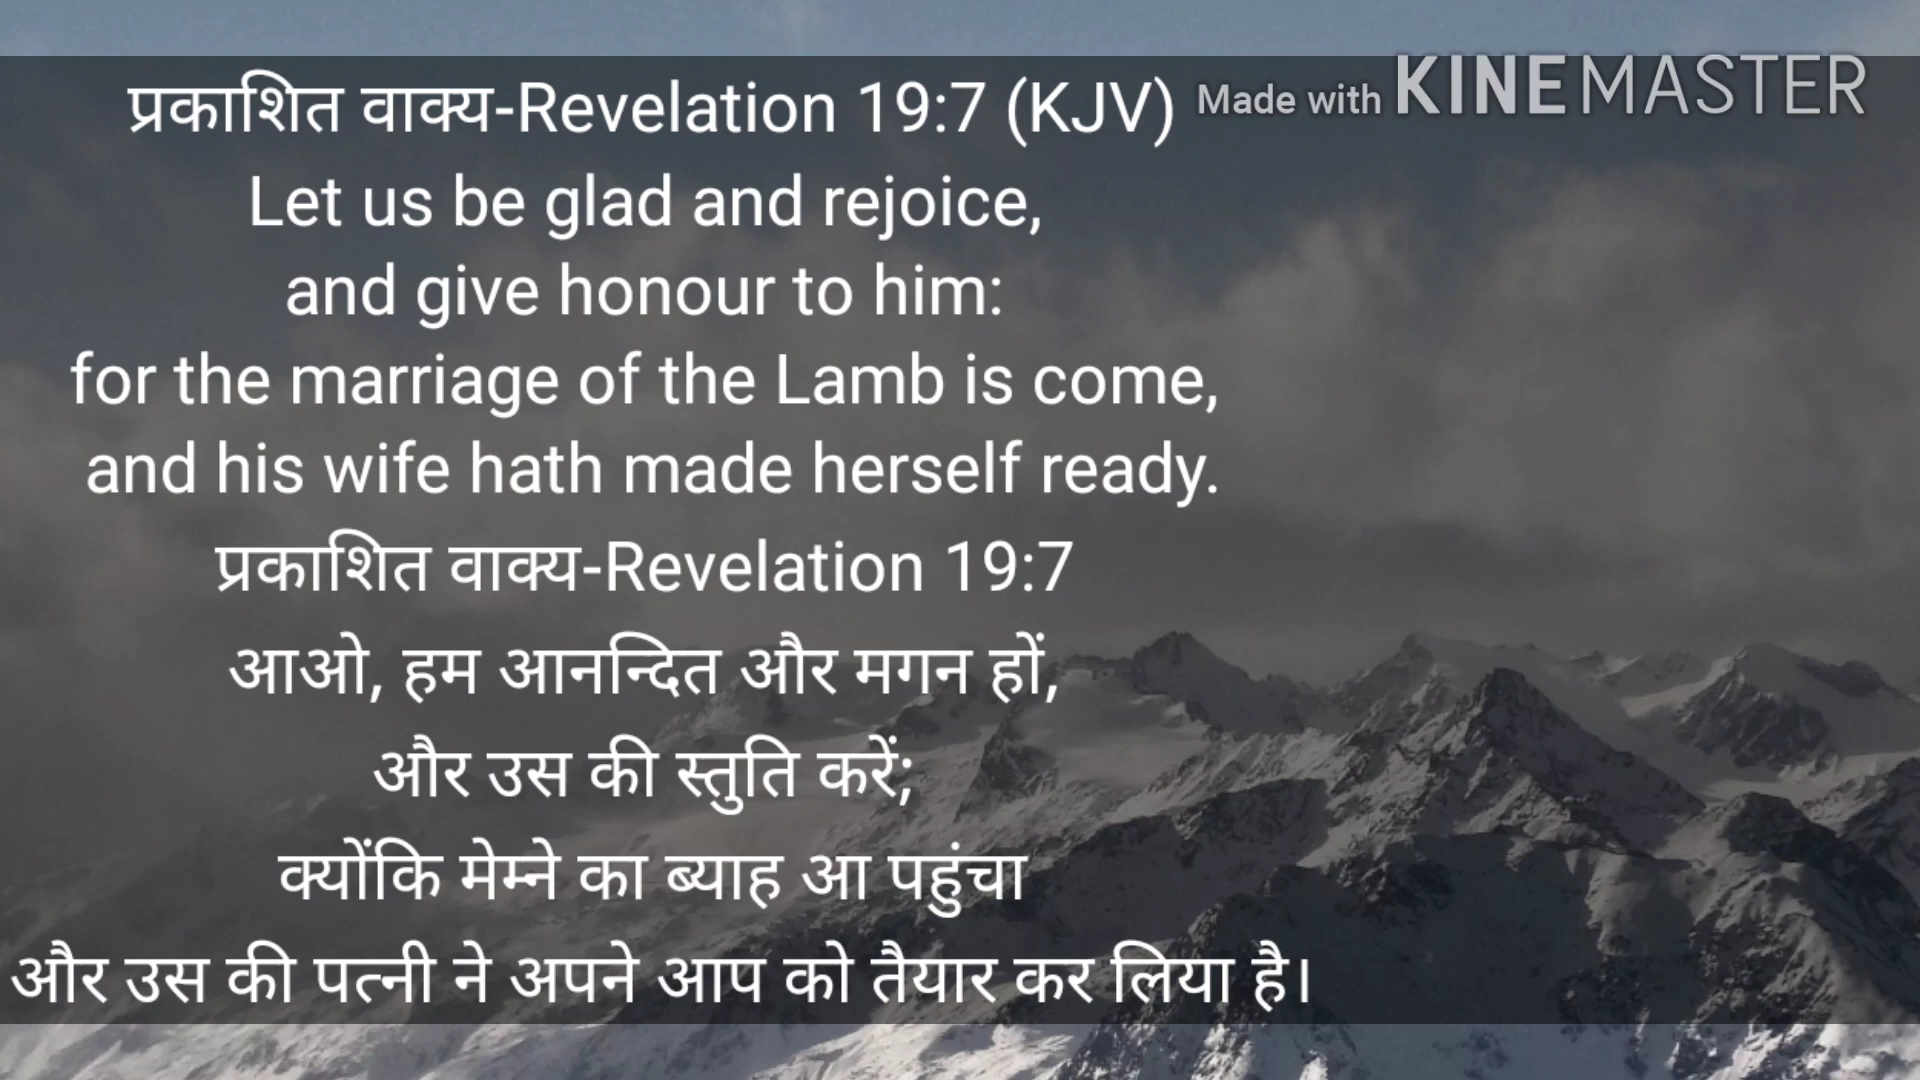 प्रकाशित वाक्य-Revelation 19:7 (KJV) Made with KINEMASTER
Let us be glad and rejoice,
and give honour to him:
for the marriage of the Lamb is come,
and his wife hath made herself ready.
प्रकाशित वाक्य-Revelation 19:7
आओ, हम आनन्दित और मगन हों,
और उस की स्तुति करें;
क्योंकि मेम्ने का ब्याह आ पहुंचा
और उस की पत्नी ने अपने आप को तैयार कर लिया है।